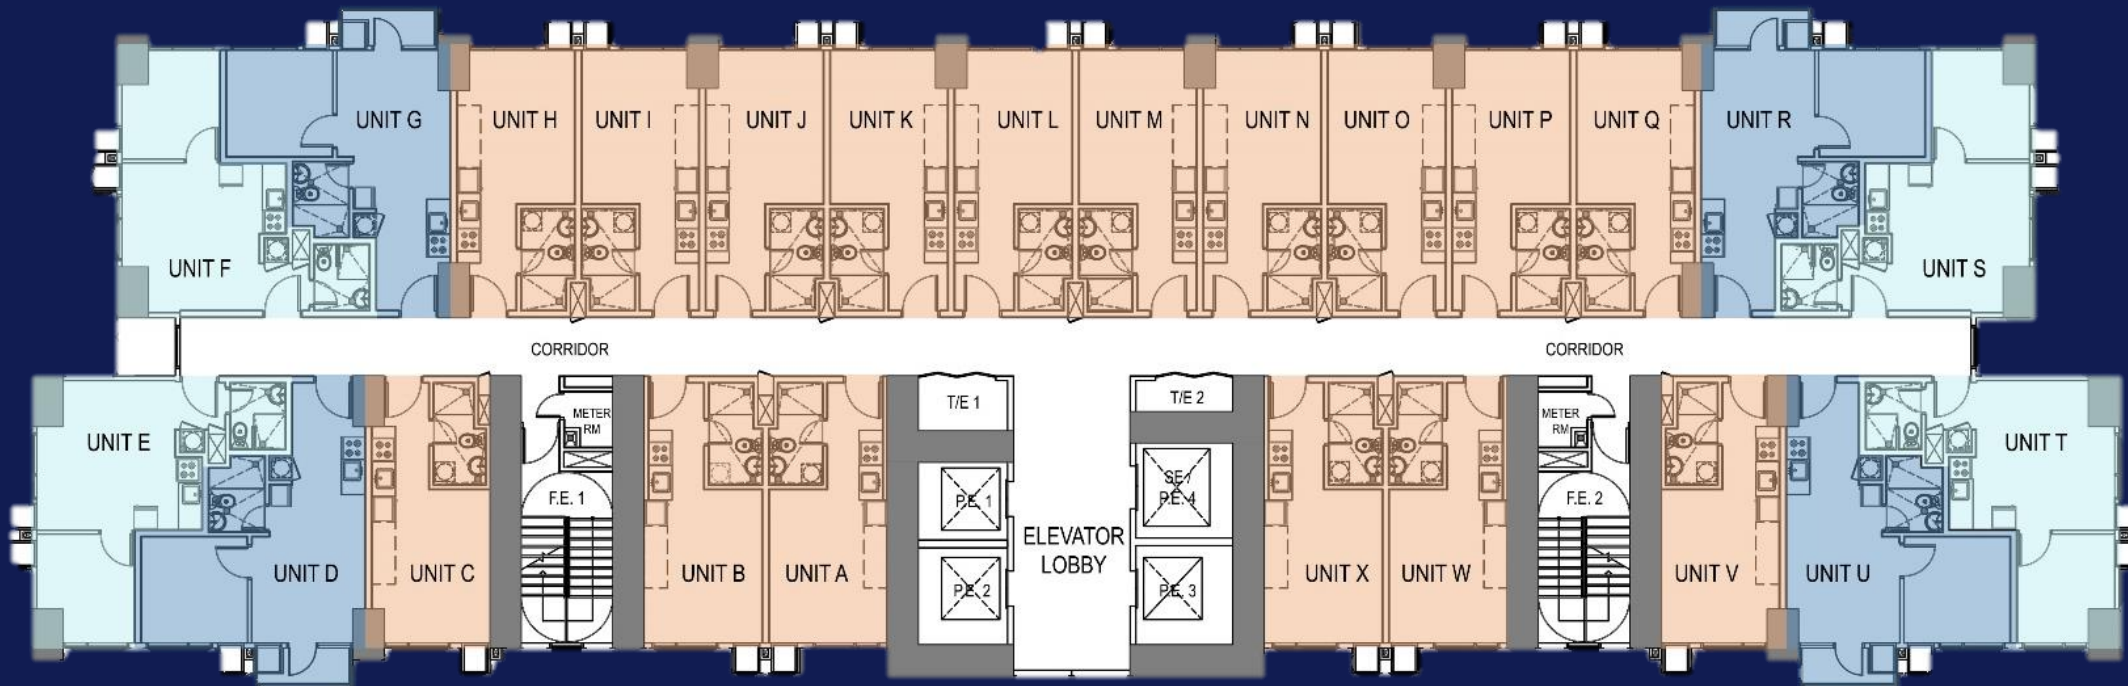 UNIT G
UNIT H
UNIT I
UNIT J
UNIT K
UNIT L
UNIT M
UNIT N
UNIT O
UNIT P
UNIT Q
UNIT R
UNIT F
UNIT S
CORRIDOR
CORRIDOR
UNIT E
METER
RM
T/E 1
T/E 2
METER
RM
UNIT T
F.E. 1
P.E. 1
SE /
P.E. 4
F.E. 2
ELEVATOR
LOBBY
UNIT D
UNIT C
UNIT B
UNIT A
P.E. 2
P.E. 3
UNIT X
UNIT W
UNIT V
UNIT U